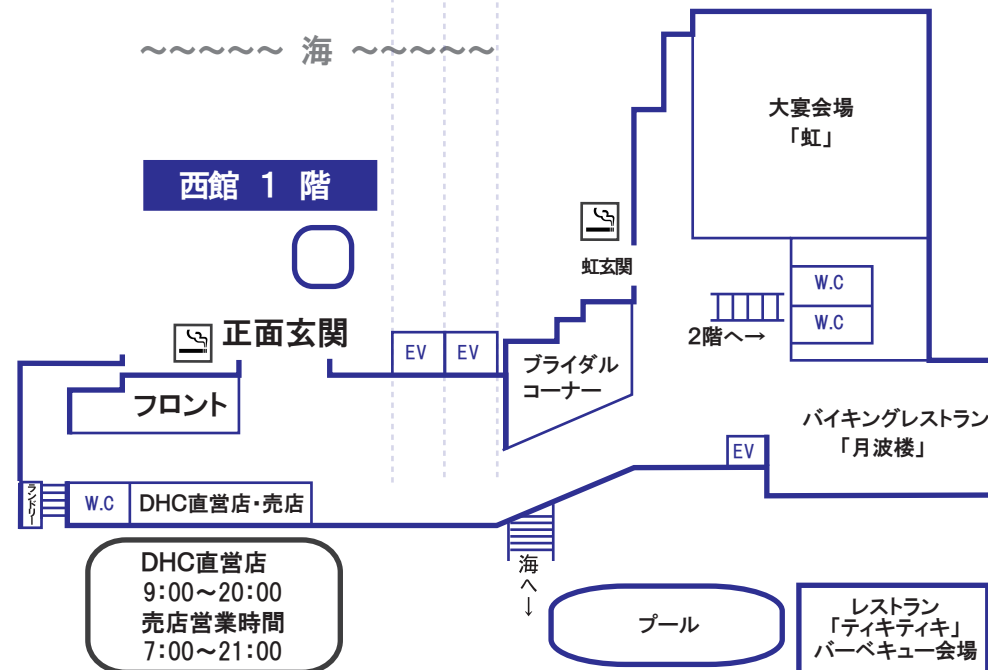 ～～～～～ 海 ～～～～～
大宴会場
「虹」
西館 1 階
虹玄関
W.C
W.C
2階へ→
正面玄関
EV
EV
ブライダル
コーナー
フロント
バイキングレストラン
「月波楼」
EV
ランドリー
W.C
DHC直営店・売店
DHC直営店
9:00～20:00
売店営業時間
7:00～21:00
海へ→
プール
レストラン
「ティキティキ」
バーベキュー会場